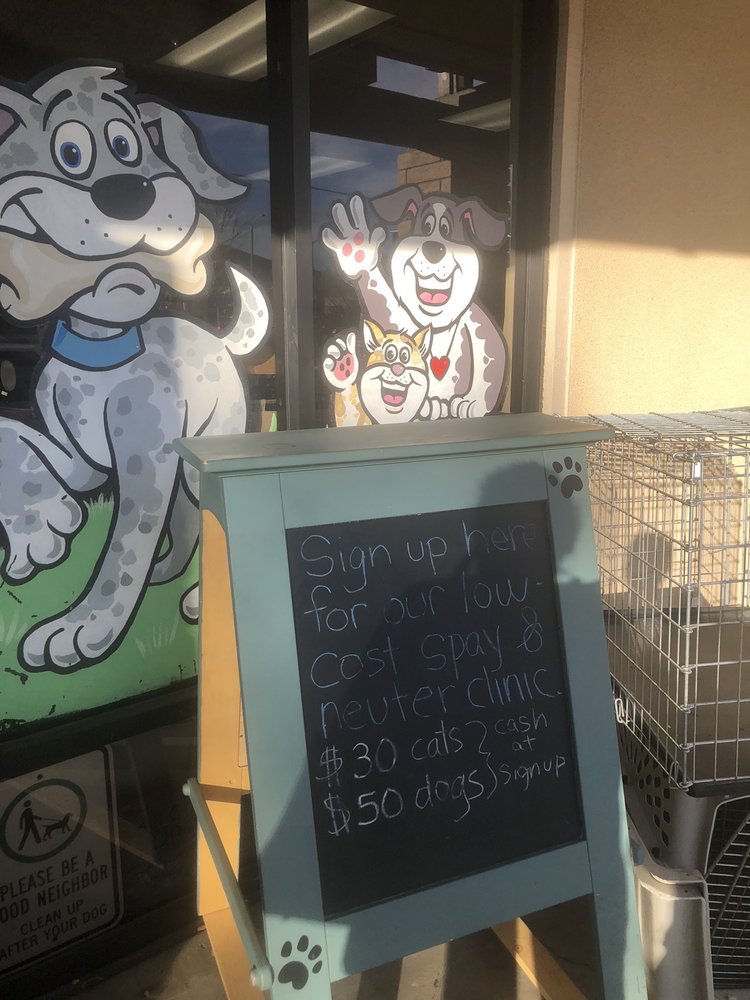 Sign up here
for our low-
cost spay &
neuter clinic.
$30 cats
$50 dogs
cash
at
signup
PLEASE BE A
GOOD NEIGHBOR
CLEAN UP
AFTER YOUR DOG